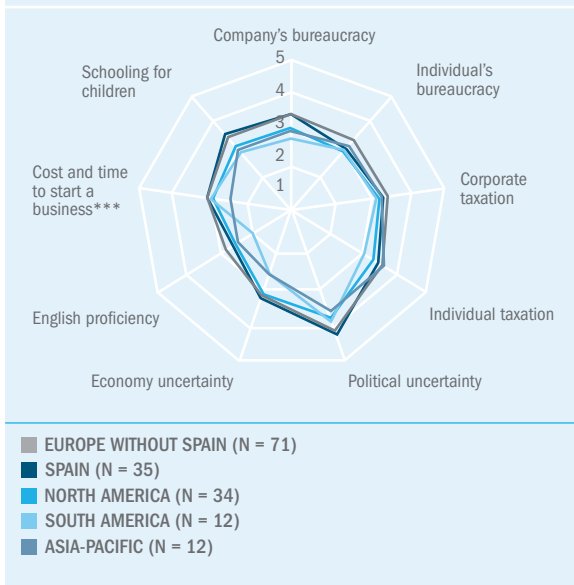 Company's bureaucracy
5
Schooling for
children
Individual's
bureaucracy
4
3
Cost and time
to start a
business***
2
Corporate
taxation
1
English proficiency
Individual taxation
Economy uncertainty
Political uncertainty
EUROPE WITHOUT SPAIN (N = 71)
SPAIN (N = 35)
NORTH AMERICA (N = 34)
SOUTH AMERICA (N = 12)
ASIA-PACIFIC (N = 12)